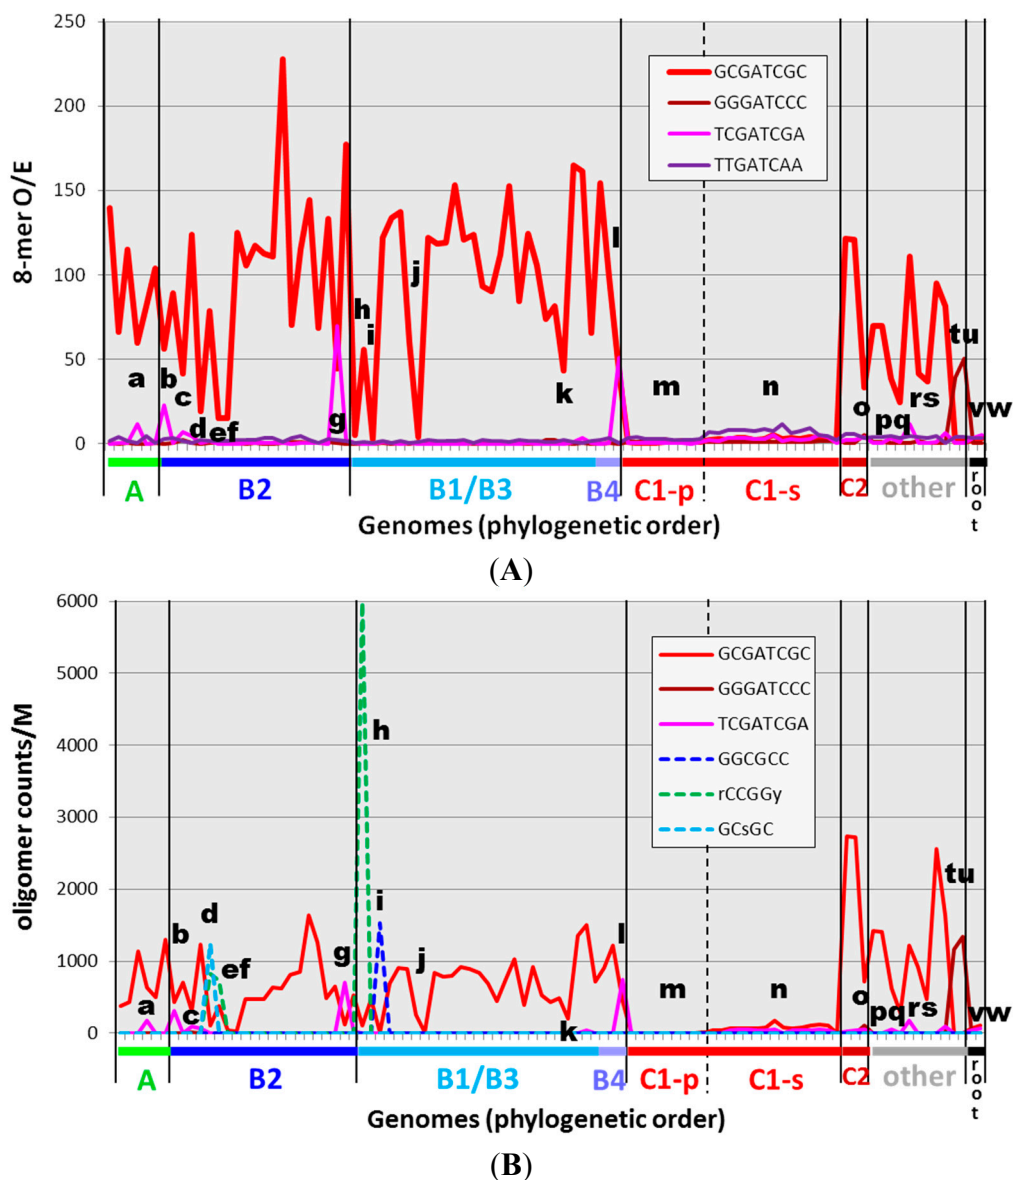 250
200
150
100
50
0
8-mer O/E
GCGATCGC
GGGATCCC
TCGATCGA
TTGATCAA
a
b
c
d
ef
g
h
i
j
k
l
m
n
o
pq
rs
tu
vw
A
B2
B1/B3
B4
C1-p
C1-s
C2
other
root
Genomes (phylogenetic order)
(A)
6000
5000
4000
3000
2000
1000
0
oligomer counts/M
GCGATCGC
GGGATCCC
TCGATCGA
GGCGCC
rCCGGy
GCsGC
a
b
c
d
ef
g
h
i
j
k
l
m
n
o
pq
rs
tu
vw
A
B2
B1/B3
B4
C1-p
C1-s
C2
other
root
Genomes (phylogenetic order)
(B)